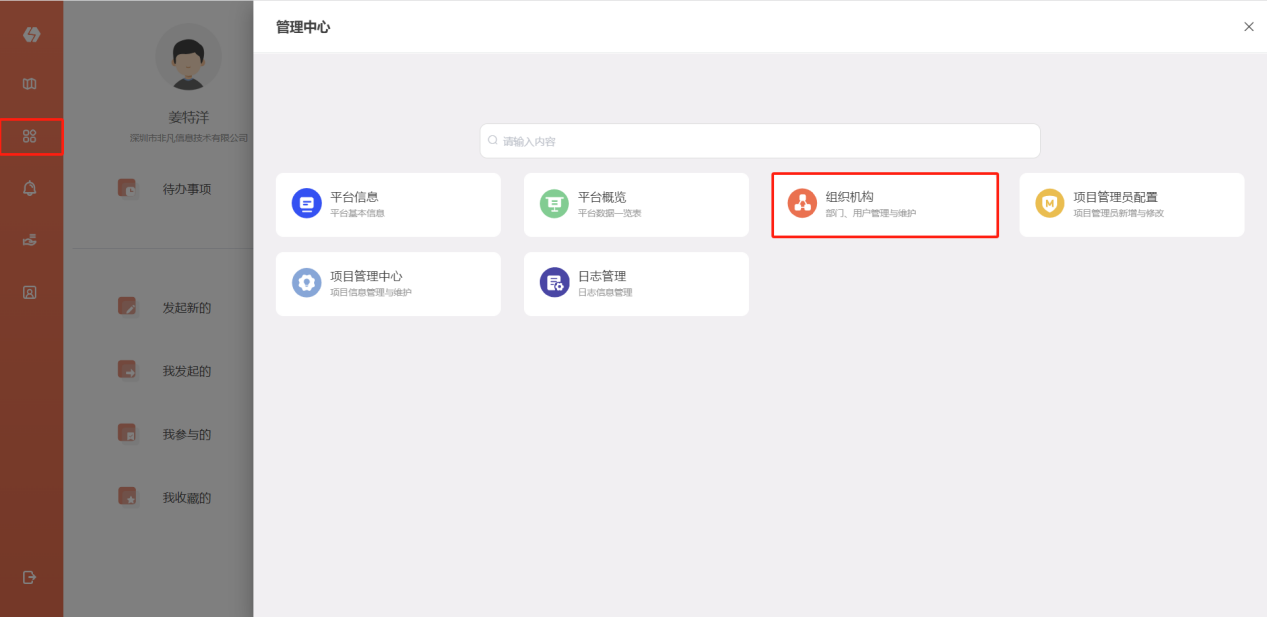 管理中心
姜特洋
深圳市非凡信息技术有限公司
待办事项
发起新的
我发起的
我参与的
我收藏的
请输入内容
平台信息
平台基本信息
平台概览
平台数据一览表
组织机构
部门、用户管理与维护
M
项目管理员配置
项目管理员新增与修改
项目管理中心
项目信息管理与维护
日志管理
日志信息管理